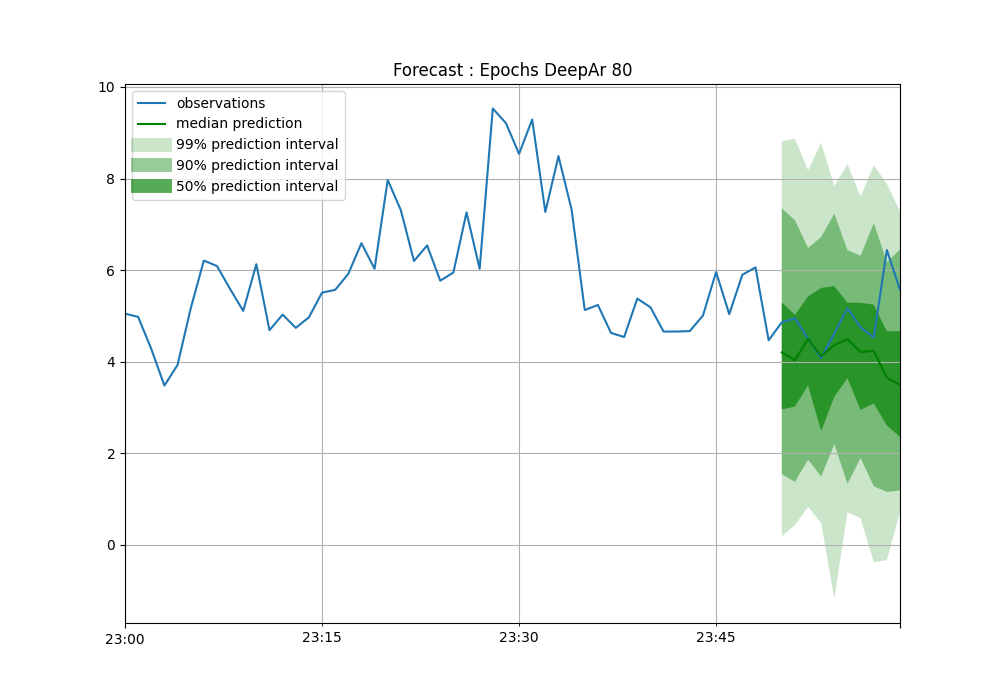 Forecast : Epochs DeepAr 80
observations
median prediction
99% prediction interval
90% prediction interval
50% prediction interval
10
8
6
4
2
0
23:00
23:15
23:30
23:45